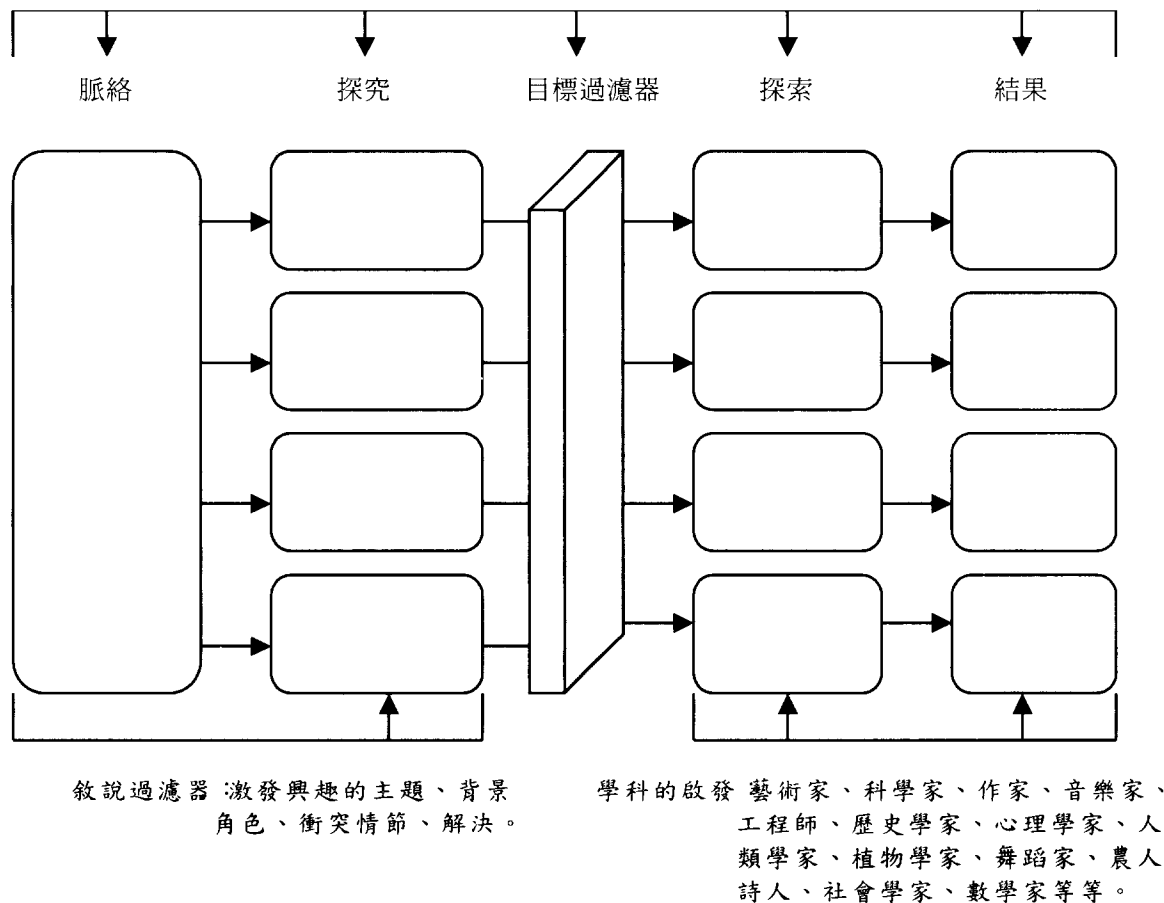 脈絡
探究
目標過濾器
探索
結果
敘說過濾器:激發興趣的主題、背景
角色、衝突情節、解決。
學科的啟發 藝術家、科學家、作家、音樂家、
工程師、歷史學家、心理學家、人
類學家、植物學家、舞蹈家、農人
詩人、社會學家、數學家等等。